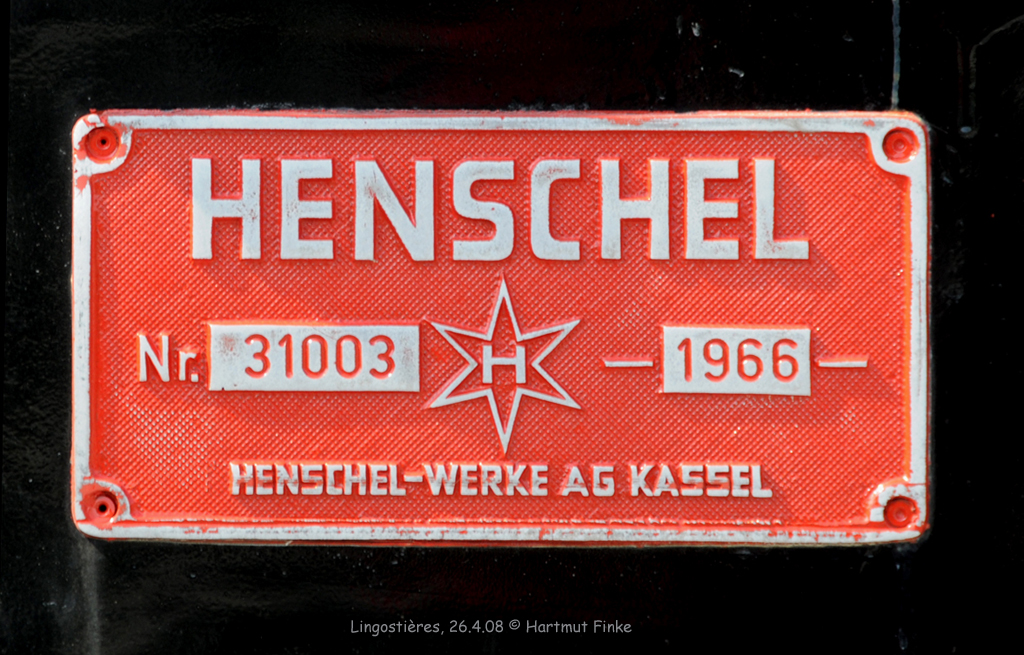 HENSCHEL
Nr. 31003 H — 1966 —
HENSCHEL-WERKE AG KASSEL
Lingostières, 26.4.08 © Hartmut Finke